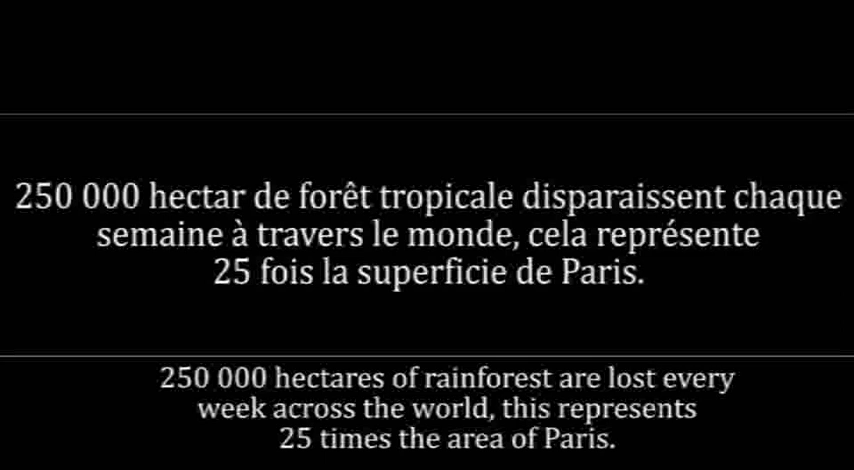 250 000 hectar de forêt tropicale disparaissent chaque
semaine à travers le monde, cela représente
25 fois la superficie de Paris.
250 000 hectares of rainforest are lost every
week across the world, this represents
25 times the area of Paris.